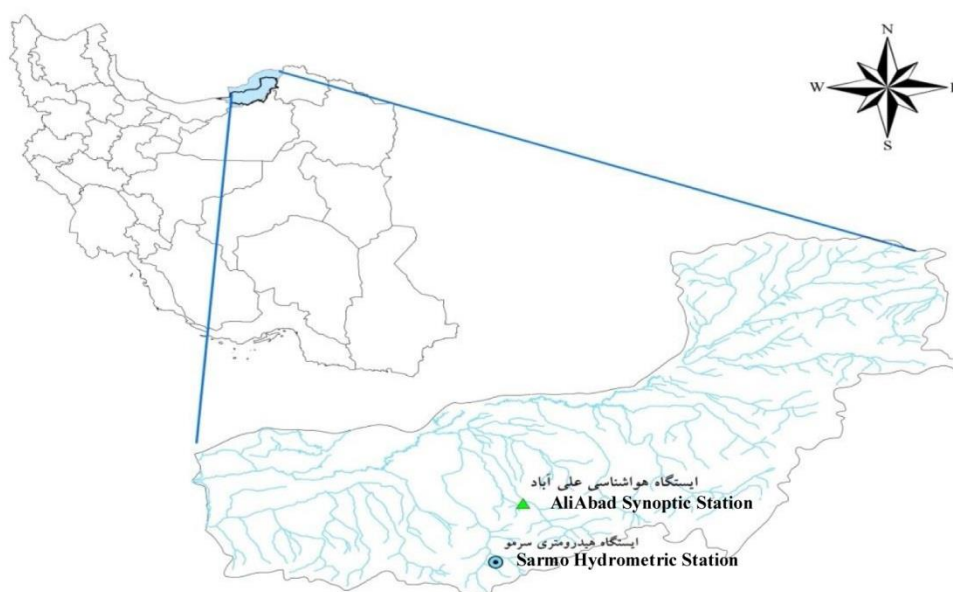 N
W
E
S
ایستگاه هواشناسی علی آباد
AliAbad Synoptic Station
ایستگاه هیدرومتری سرمو
Sarmo Hydrometric Station